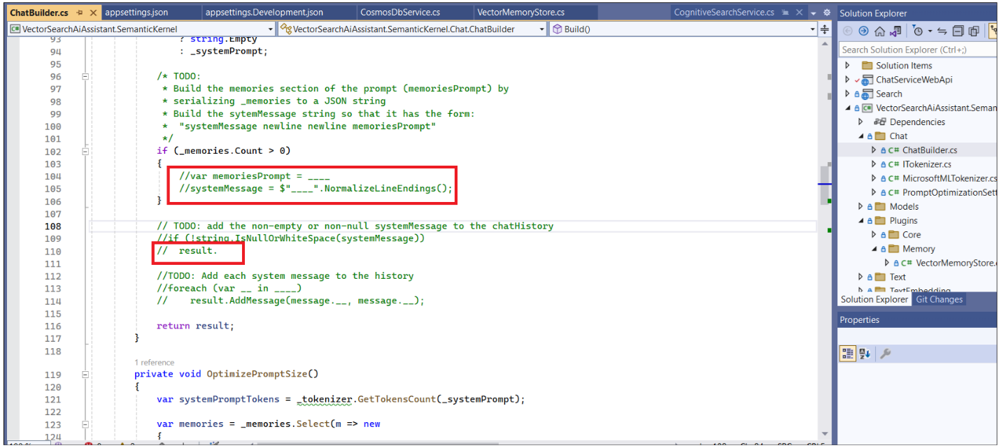 ChatBuilder.cs
appsettings.json
appsettings.Development.json
CosmosDbService.cs
VectorMemoryStore.cs
CognitiveSearchService.cs
VectorSearchAiAssistant.SemanticKernel
VectorSearchAiAssistant.SemanticKernel.Chat.ChatBuilder
Build()
93 ? string.Empty
94 : _systemPrompt;
95
96 /* TODO:
97 * Build the memories section of the prompt (memoriesPrompt) by
98 * serializing _memories to a JSON string
99 * Build the sytemMessage string so that it has the form:
100 * "systemMessage newline newline memoriesPrompt"
101 */
102 if (_memories.Count > 0)
103 {
104 //var memoriesPrompt = ____
105 //systemMessage = $"____".NormalizeLineEndings();
106 }
107
108 // TODO: add the non-empty or non-null systemMessage to the chatHistory
109 //if (!string.IsNullOrWhiteSpace(systemMessage))
110 // result.
111
112 //TODO: Add each system message to the history
113 //foreach (var __ in ____)
114 // result.AddMessage(message.__, message.__);
115
116 return result;
117 }
118
1 reference
119 private void OptimizePromptSize()
120 {
121 var systemPromptTokens = _tokenizer.GetTokensCount(_systemPrompt);
122
123 var memories = _memories.Select(m => new
124 {
Solution Explorer
Search Solution Explorer (Ctrl+;)
Solution Items
ChatServiceWebApi
Search
C# VectorSearchAiAssistant.Seman
Dependencies
Chat
C# ChatBuilder.cs
C# ITokenizer.cs
C# MicrosoftMLTokenizer.cs
C# PromptOptimizationSett
Models
Plugins
Core
Memory
C# VectorMemoryStore.
Text
TextEmbedding
Solution Explorer
Git Changes
Properties